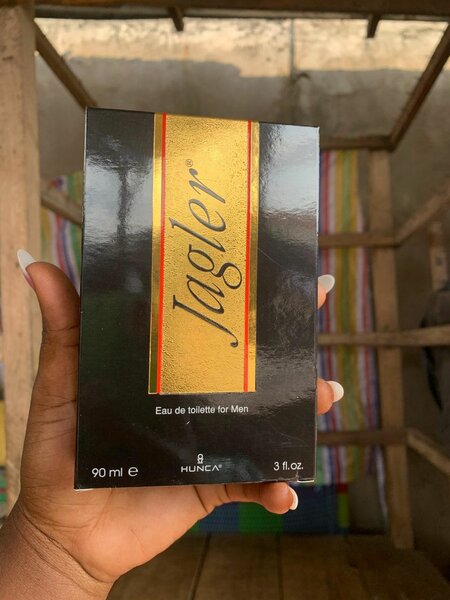 Jagler®
Eau de toilette for Men
90 ml ℮
HUNCA®
3 fl.oz.